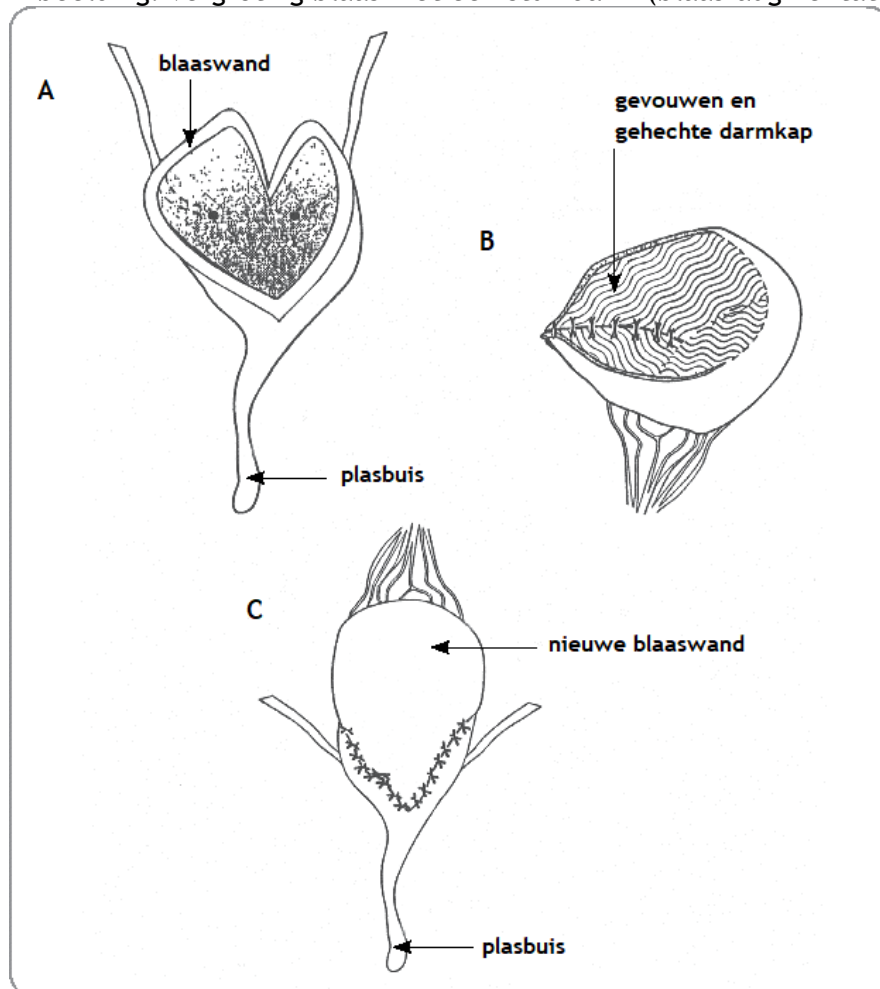 A
blaaswand
gevouwen en
gehechte darmkap
B
plasbuis
C
nieuwe blaaswand
plasbuis